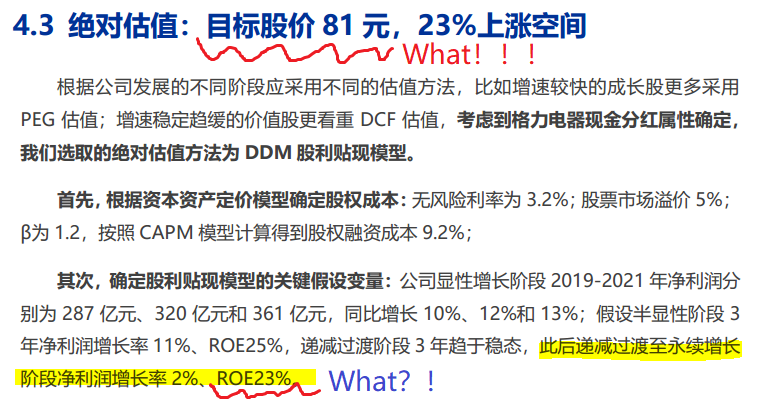 4.3 绝对估值：目标股价 81 元，23%上涨空间
What！！！
根据公司发展的不同阶段应采用不同的估值方法，比如增速较快的成长股更多采用
PEG 估值；增速稳定趋缓的价值股更看重 DCF 估值，考虑到格力电器现金分红属性确定，
我们选取的绝对估值方法为 DDM 股利贴现模型。
首先，根据资本资产定价模型确定股权成本：无风险利率为 3.2%；股票市场溢价 5%；
β为 1.2，按照 CAPM 模型计算得到股权融资成本 9.2%；
其次，确定股利贴现模型的关键假设变量：公司显性增长阶段 2019-2021 年净利润分
别为 287 亿元、320 亿元和 361 亿元，同比增长 10%、12%和 13%；假设半显性阶段 3
年净利润增长率 11%、ROE25%，递减过渡阶段 3 年趋于稳态，此后递减过渡至永续增长
阶段净利润增长率 2%、ROE23%
What？！